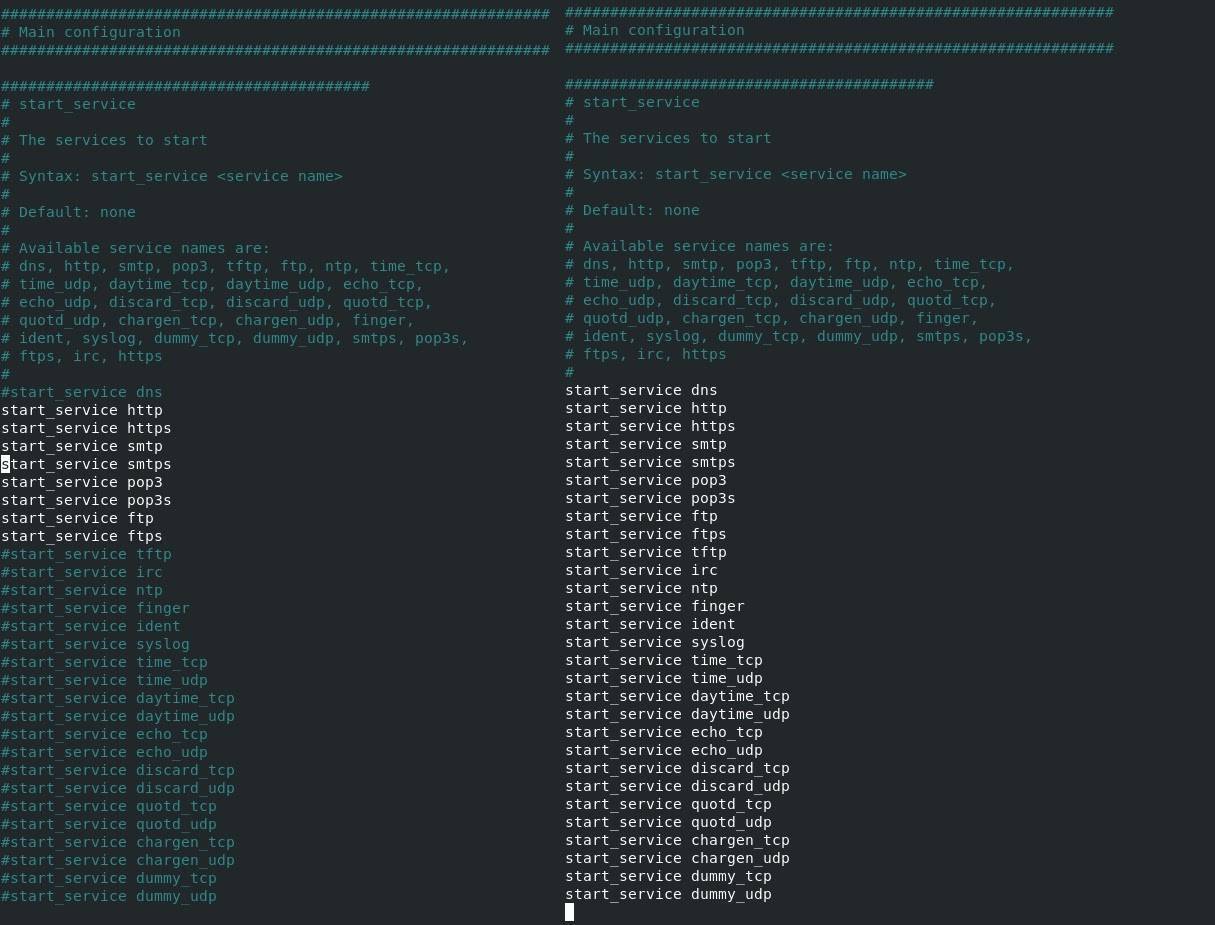 #############################################################
# Main configuration
#############################################################

#########################################
# start_service
#
# The services to start
#
# Syntax: start_service <service name>
#
# Default: none
#
# Available service names are:
# dns, http, smtp, pop3, tftp, ftp, ntp, time_tcp,
# time_udp, daytime_tcp, daytime_udp, echo_tcp,
# echo_udp, discard_tcp, discard_udp, quotd_tcp,
# quotd_udp, chargen_tcp, chargen_udp, finger,
# ident, syslog, dummy_tcp, dummy_udp, smtps, pop3s,
# ftps, irc, https
#
#start_service dns
start_service http
start_service https
start_service smtp
start_service smtps
start_service pop3
start_service pop3s
start_service ftp
start_service ftps
#start_service tftp
#start_service irc
#start_service ntp
#start_service finger
#start_service ident
#start_service syslog
#start_service time_tcp
#start_service time_udp
#start_service daytime_tcp
#start_service daytime_udp
#start_service echo_tcp
#start_service echo_udp
#start_service discard_tcp
#start_service discard_udp
#start_service quotd_tcp
#start_service quotd_udp
#start_service chargen_tcp
#start_service chargen_udp
#start_service dummy_tcp
#start_service dummy_udp
#############################################################
# Main configuration
#############################################################

#########################################
# start_service
#
# The services to start
#
# Syntax: start_service <service name>
#
# Default: none
#
# Available service names are:
# dns, http, smtp, pop3, tftp, ftp, ntp, time_tcp,
# time_udp, daytime_tcp, daytime_udp, echo_tcp,
# echo_udp, discard_tcp, discard_udp, quotd_tcp,
# quotd_udp, chargen_tcp, chargen_udp, finger,
# ident, syslog, dummy_tcp, dummy_udp, smtps, pop3s,
# ftps, irc, https
#
start_service dns
start_service http
start_service https
start_service smtp
start_service smtps
start_service pop3
start_service pop3s
start_service ftp
start_service ftps
start_service tftp
start_service irc
start_service ntp
start_service finger
start_service ident
start_service syslog
start_service time_tcp
start_service time_udp
start_service daytime_tcp
start_service daytime_udp
start_service echo_tcp
start_service echo_udp
start_service discard_tcp
start_service discard_udp
start_service quotd_tcp
start_service quotd_udp
start_service chargen_tcp
start_service chargen_udp
start_service dummy_tcp
start_service dummy_udp